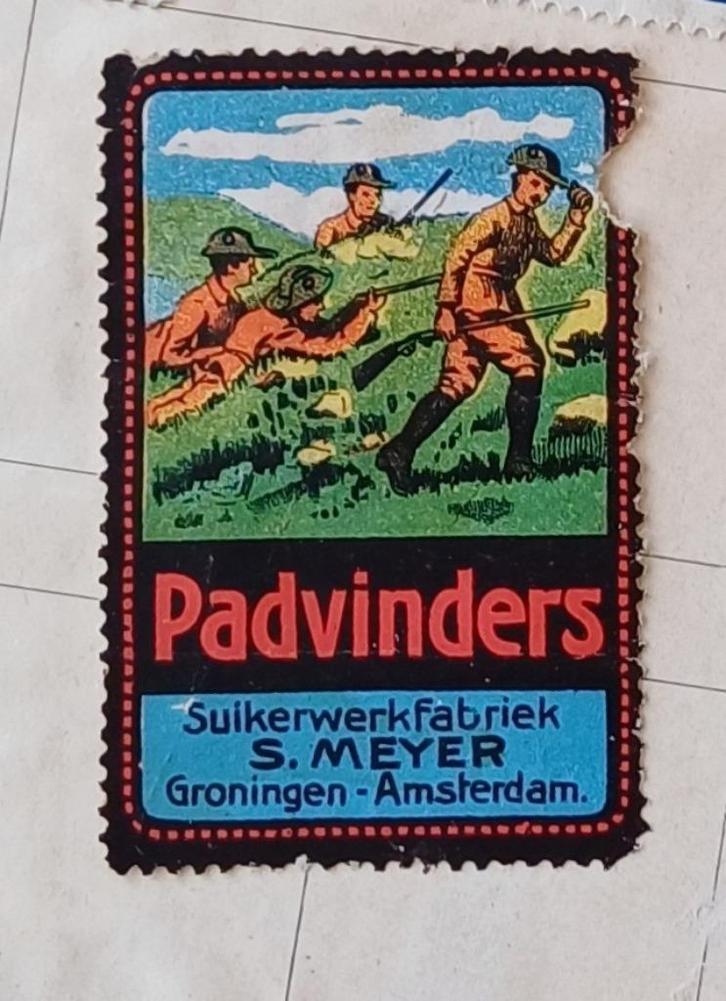 Padvinders
Suikerwerkfabriek
S. MEYER
Groningen - Amsterdam.